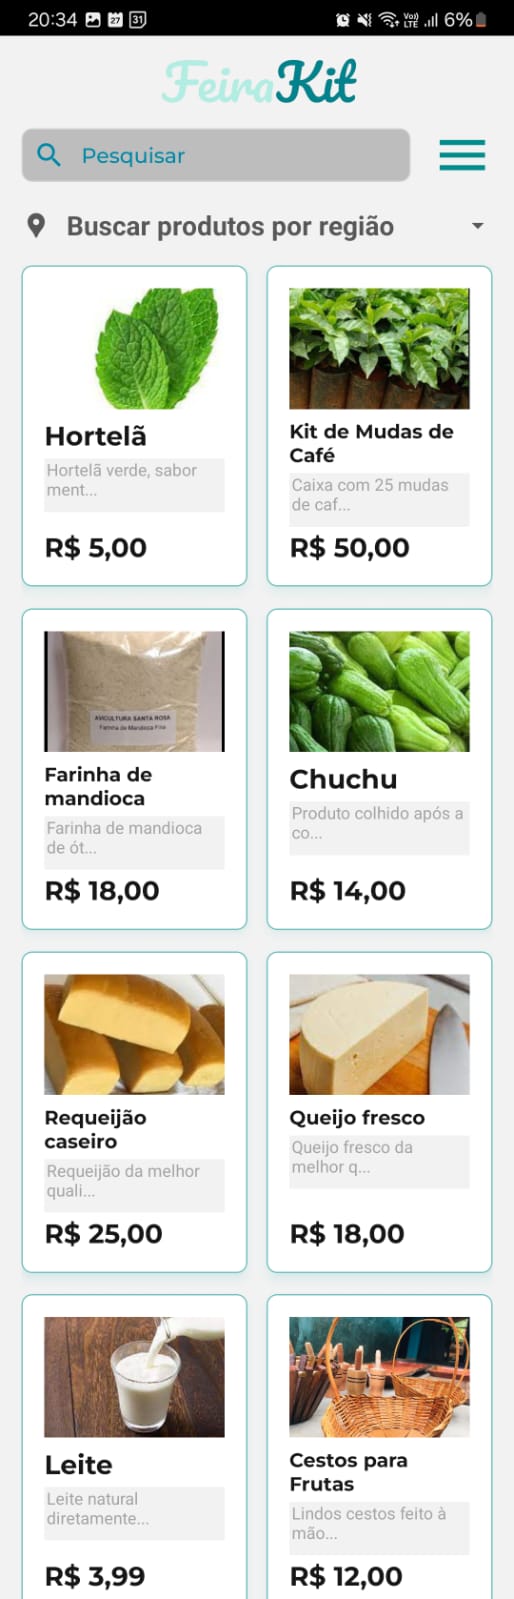 20:34 27 31 Vo)) LTE 6%
FeiraKit
Pesquisar
Buscar produtos por região
Hortelã
Hortelã verde, sabor
ment...
R$ 5,00
Kit de Mudas de
Café
Caixa com 25 mudas
de caf...
R$ 50,00
AVICULTURA SANTA ROSA
Farinha de Mandioca Fina
Farinha de
mandioca
Farinha de mandioca
de ót...
R$ 18,00
Chuchu
Produto colhido após a
co...
R$ 14,00
Requeijão
caseiro
Requeijão da melhor
quali...
R$ 25,00
Queijo fresco
Queijo fresco da
melhor q...
R$ 18,00
Leite
Leite natural
diretamente...
R$ 3,99
Cestos para
Frutas
Lindos cestos feito à
mão...
R$ 12,00